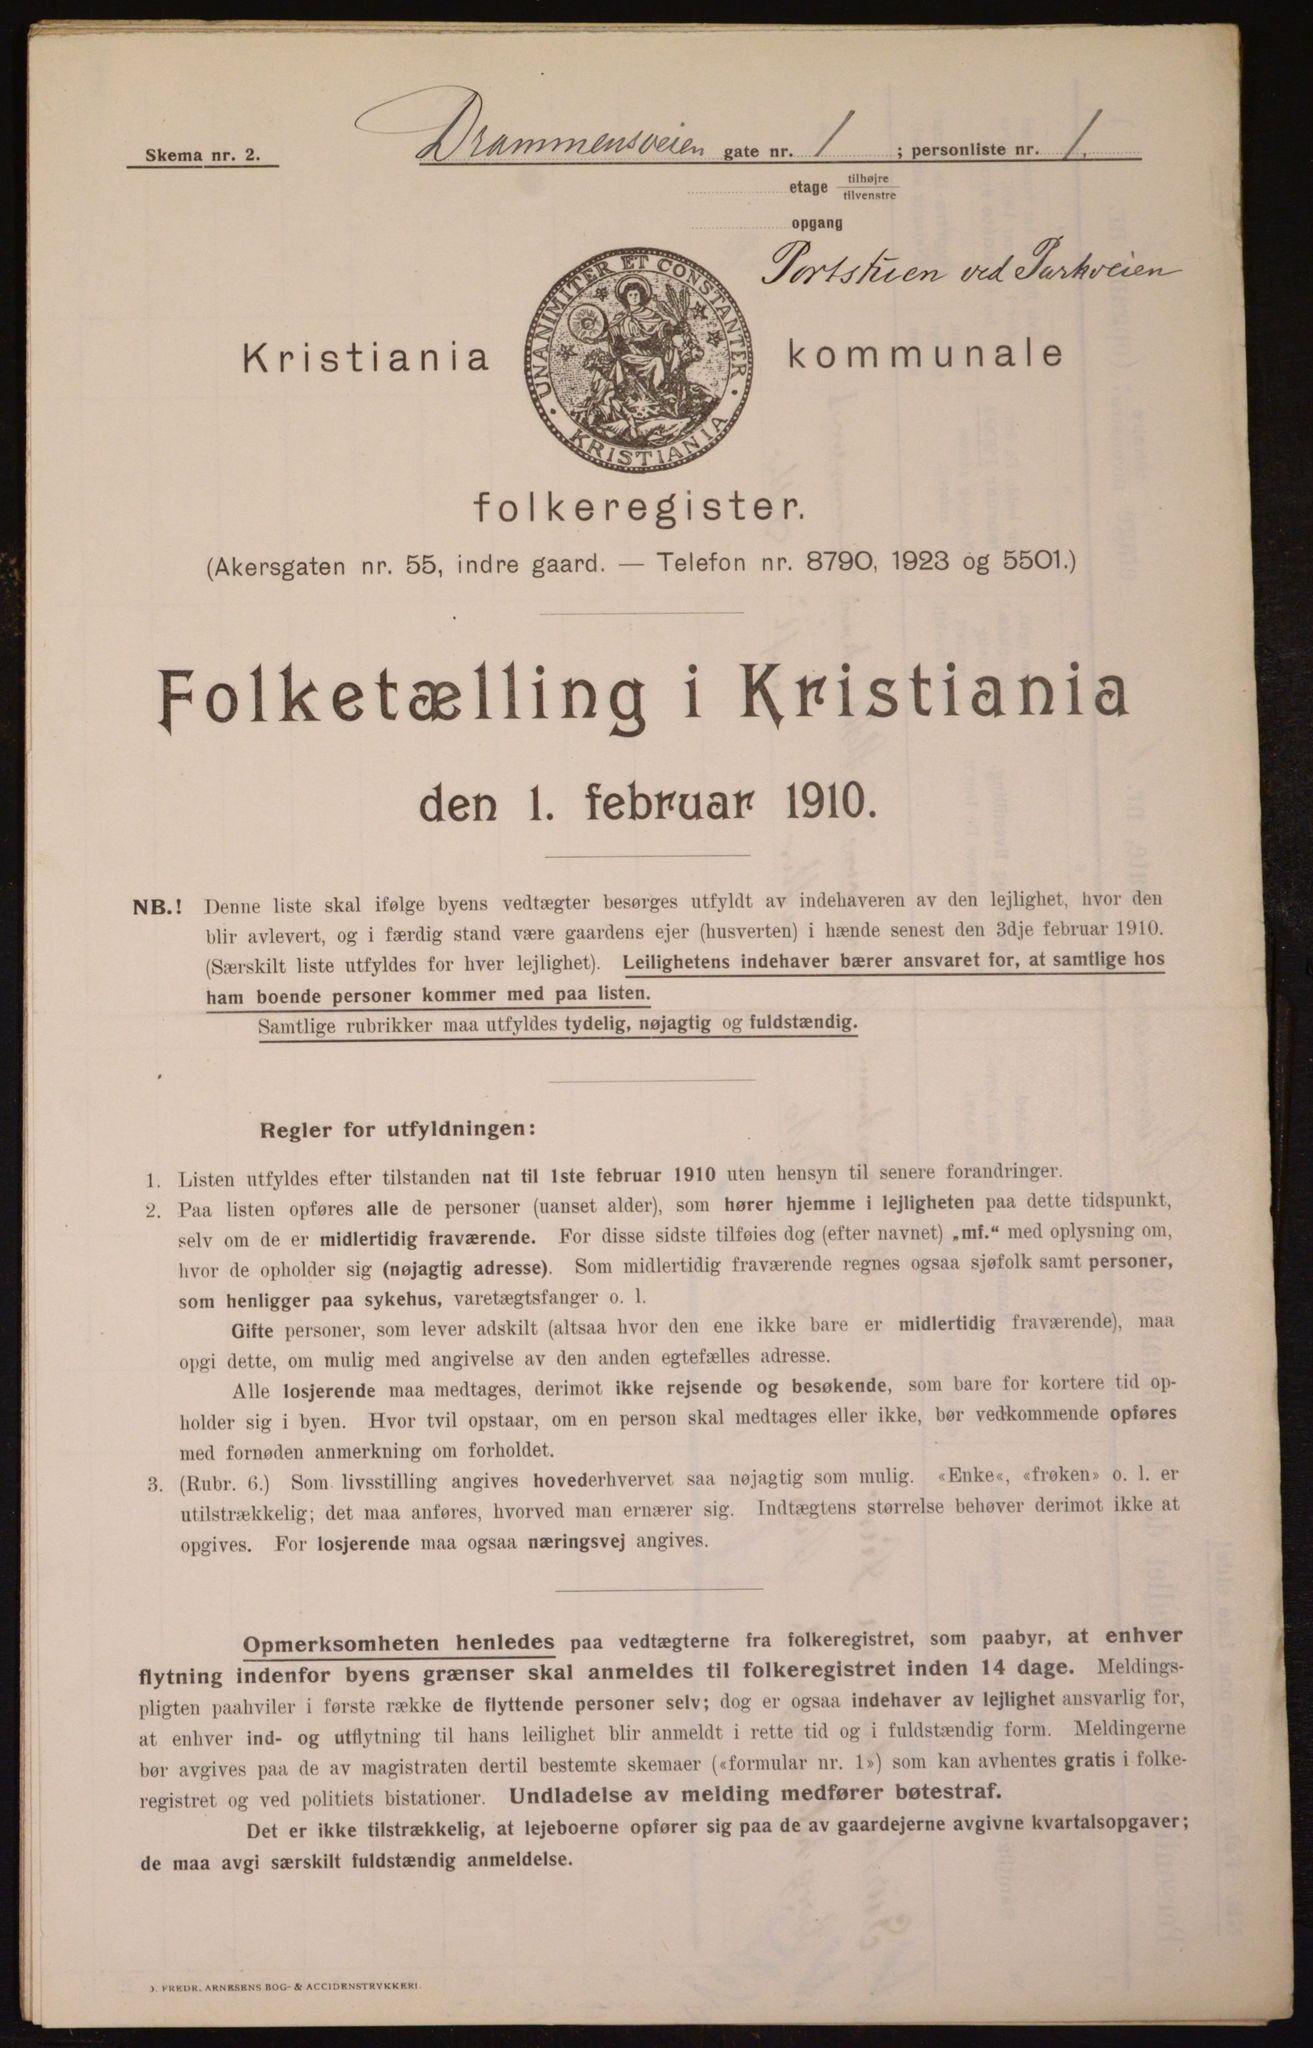 Skema nr. 2.
Drammensveien gate nr. 1 ; personliste nr. 1.
etage tilhøjre
tilvenstre
opgang
Portstuen ved Parkveien
UNANIMITER ET CONSTANTER
KRISTIANIA
Kristiania kommunale
folkeregister.
(Akersgaten nr. 55, indre gaard. — Telefon nr. 8790, 1923 og 5501.)
Folketælling i Kristiania
den 1. februar 1910.
NB.! Denne liste skal ifølge byens vedtægter besørges utfyldt av indehaveren av den lejlighet, hvor den
blir avlevert, og i færdig stand være gaardens ejer (husverten) i hænde senest den 3dje februar 1910.
(Særskilt liste utfyldes for hver lejlighet). Leilighetens indehaver bærer ansvaret for, at samtlige hos
ham boende personer kommer med paa listen.
Samtlige rubrikker maa utfyldes tydelig, nøjagtig og fuldstændig.
Regler for utfyldningen:
1. Listen utfyldes efter tilstanden nat til 1ste februar 1910 uten hensyn til senere forandringer.
2. Paa listen opføres alle de personer (uanset alder), som hører hjemme i lejligheten paa dette tidspunkt,
selv om de er midlertidig fraværende. For disse sidste tilføies dog (efter navnet) „mf.“ med oplysning om,
hvor de opholder sig (nøjagtig adresse). Som midlertidig fraværende regnes ogsaa sjøfolk samt personer,
som henligger paa sykehus, varetægtsfanger o. l.
Gifte personer, som lever adskilt (altsaa hvor den ene ikke bare er midlertidig fraværende), maa
opgi dette, om mulig med angivelse av den anden egtefælles adresse.
Alle losjerende maa medtages, derimot ikke rejsende og besøkende, som bare for kortere tid op-
holder sig i byen. Hvor tvil opstaar, om en person skal medtages eller ikke, bør vedkommende opføres
med fornøden anmerkning om forholdet.
3. (Rubr. 6.) Som livsstilling angives hovederhvervet saa nøjagtig som mulig. «Enke«, «frøken» o. l. er
utilstrækkelig; det maa anføres, hvorved man ernærer sig. Indtægtens størrelse behøver derimot ikke at
opgives. For losjerende maa ogsaa næringsvej angives.
Opmerksomheten henledes paa vedtægterne fra folkeregistret, som paabyr, at enhver
flytning indenfor byens grænser skal anmeldes til folkeregistret inden 14 dage. Meldings-
pligten paahviler i første række de flyttende personer selv; dog er ogsaa indehaver av lejlighet ansvarlig for,
at enhver ind- og utflytning til hans leilighet blir anmeldt i rette tid og i fuldstændig form. Meldingerne
bør avgives paa de av magistraten dertil bestemte skemaer («formular nr. 1») som kan avhentes gratis i folke-
registret og ved politiets bistationer. Undladelse av melding medfører bøtestraf.
Det er ikke tilstrækkelig, at lejeboerne opfører sig paa de av gaardejerne avgivne kvartalsopgaver;
de maa avgi særskilt fuldstændig anmeldelse.
FREDR. ARNESENS BOG- & ACCIDENSTRYKKERI.